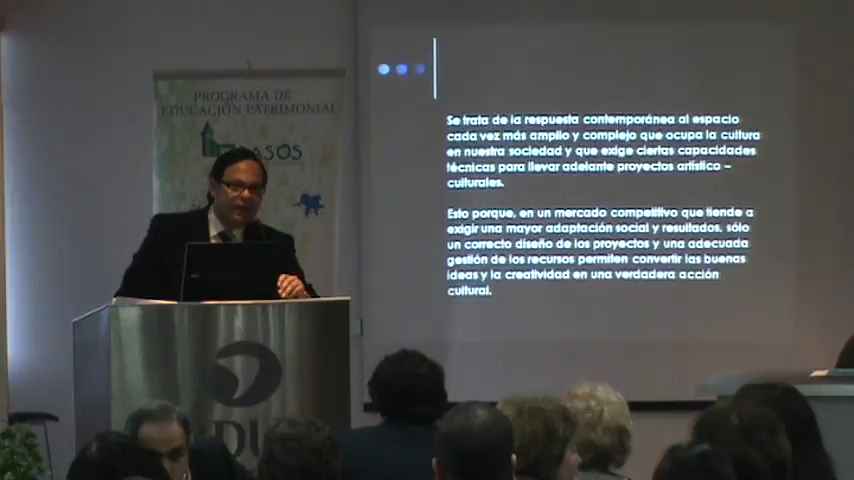 PROGRAMA DE
EDUCACIÓN PATRIMONIAL
Se trata de la respuesta contemporánea al espacio
cada vez más amplio y complejo que ocupa la cultura
en nuestra sociedad y que exige ciertas capacidades
técnicas para llevar adelante proyectos artístico –
culturales.
Esto porque, en un mercado competitivo que tiende a
exigir una mayor adaptación social y resultados, sólo
un correcto diseño de los proyectos y una adecuada
gestión de los recursos permiten convertir las buenas
ideas y la creatividad en una verdadera acción
cultural.